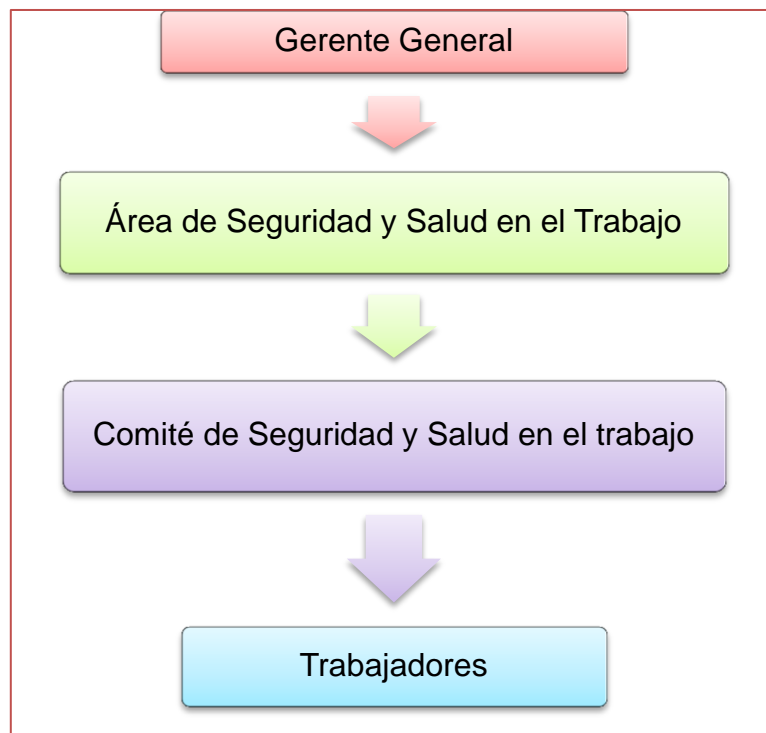 Gerente General
Área de Seguridad y Salud en el Trabajo
Comité de Seguridad y Salud en el trabajo
Trabajadores